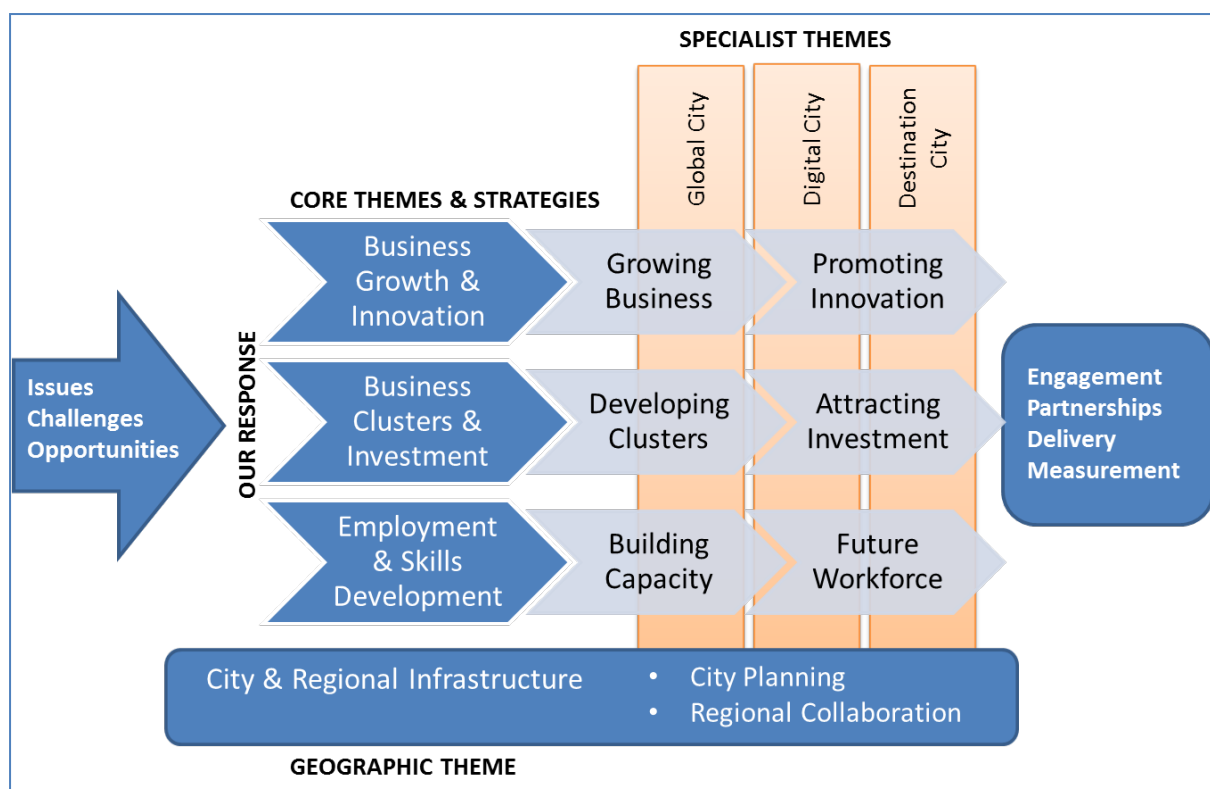 SPECIALIST THEMES
Global City
Digital City
Destination
City
CORE THEMES & STRATEGIES
Issues
Challenges
Opportunities
OUR RESPONSE
Business
Growth &
Innovation
Growing
Business
Promoting
Innovation
Business
Clusters &
Investment
Developing
Clusters
Attracting
Investment
Employment
& Skills
Development
Building
Capacity
Future
Workforce
Engagement
Partnerships
Delivery
Measurement
City & Regional Infrastructure
• City Planning
• Regional Collaboration
GEOGRAPHIC THEME